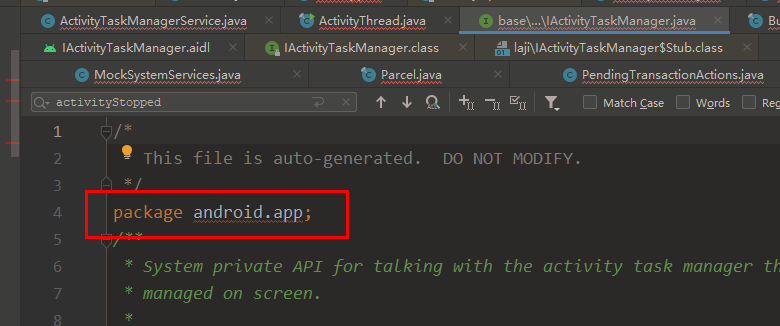 ActivityTaskManagerService.java
ActivityThread.java
base\...\IActivityTaskManager.java
Bu
IActivityTaskManager.aidl
IActivityTaskManager.class
laji\IActivityTaskManager$Stub.class
MockSystemServices.java
Parcel.java
PendingTransactionActions.java
activityStopped
Match Case
Words
Reg
1 /*
2 This file is auto-generated. DO NOT MODIFY.
3 */
4 package android.app;
5 /**
6 * System private API for talking with the activity task manager th
7 * managed on screen.
8 *